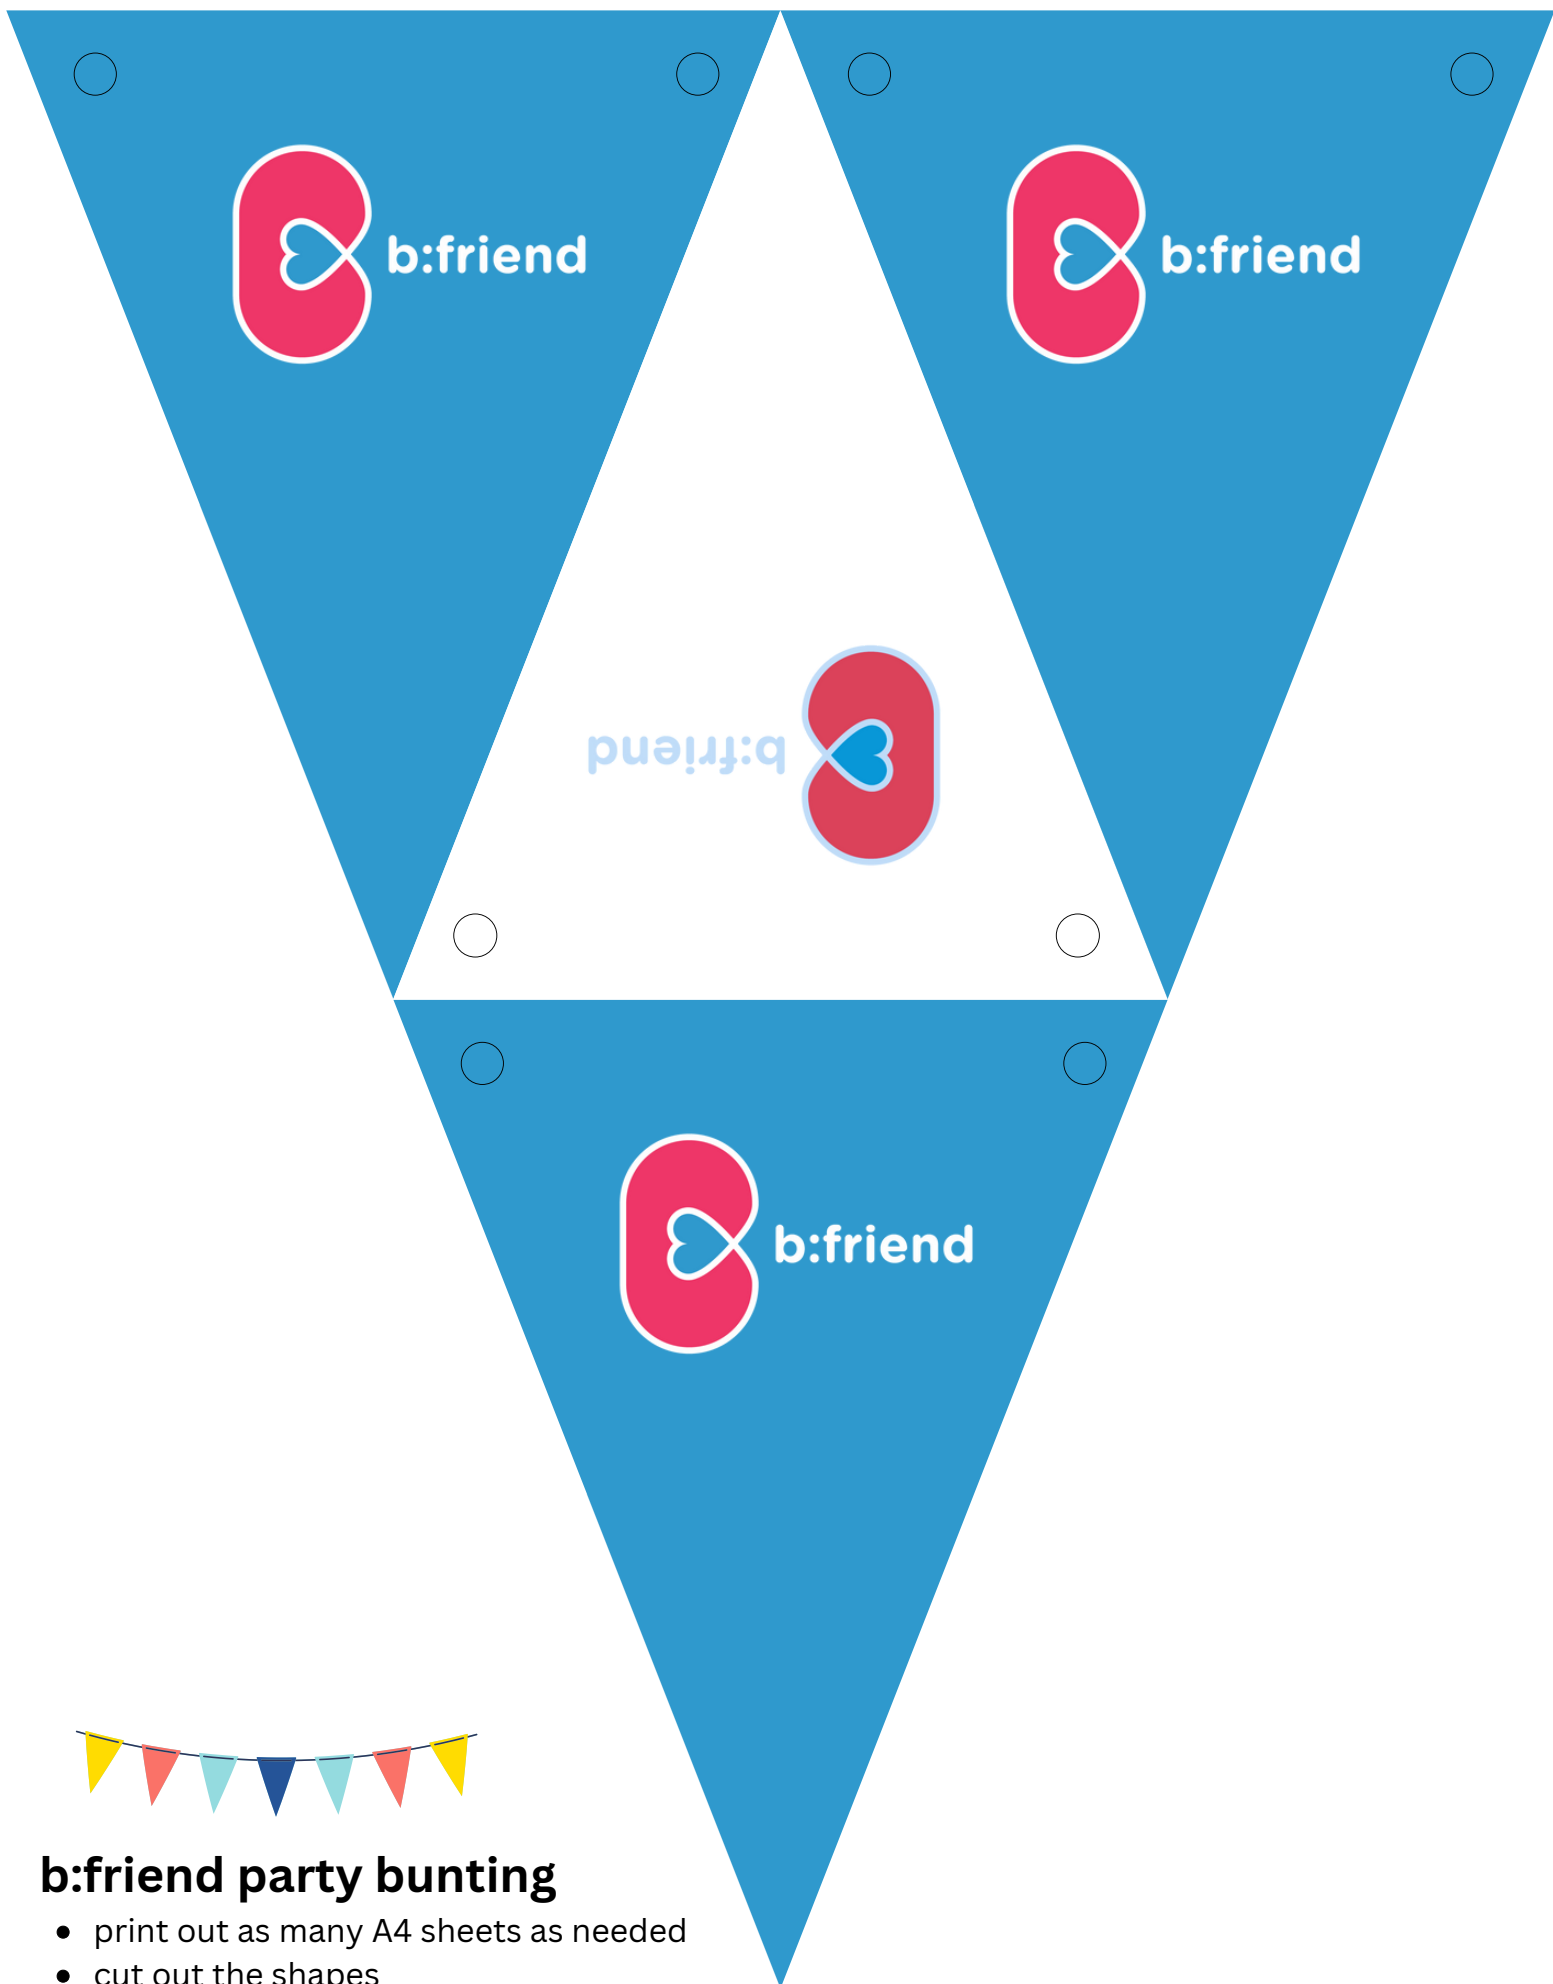 b:friend
b:friend
b:friend
b:friend
b:friend party bunting
• print out as many A4 sheets as needed
• cut out the shapes